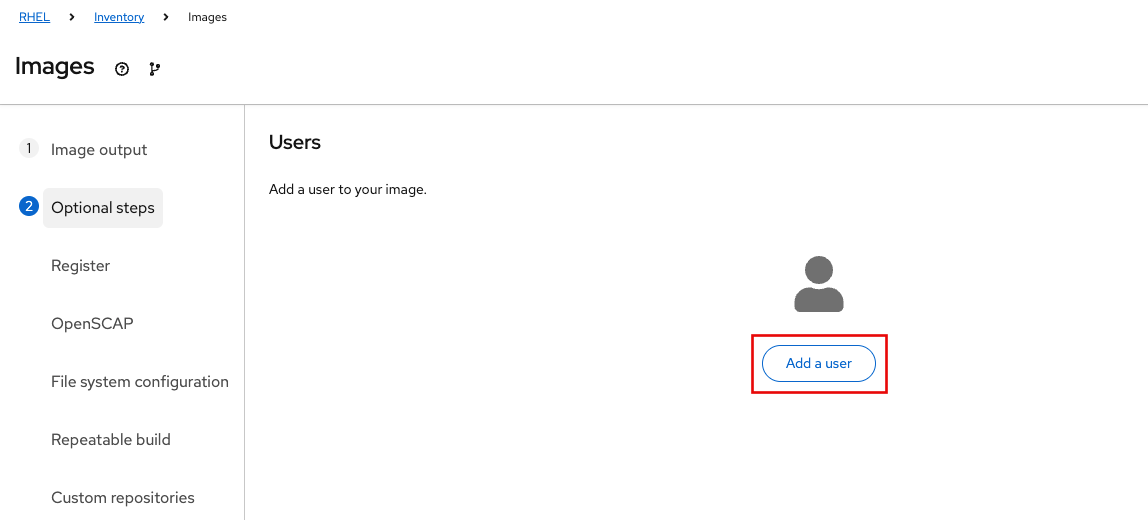 RHEL > Inventory > Images
Images
1 Image output
2 Optional steps
Register
OpenSCAP
File system configuration
Repeatable build
Custom repositories
Users
Add a user to your image.
Add a user